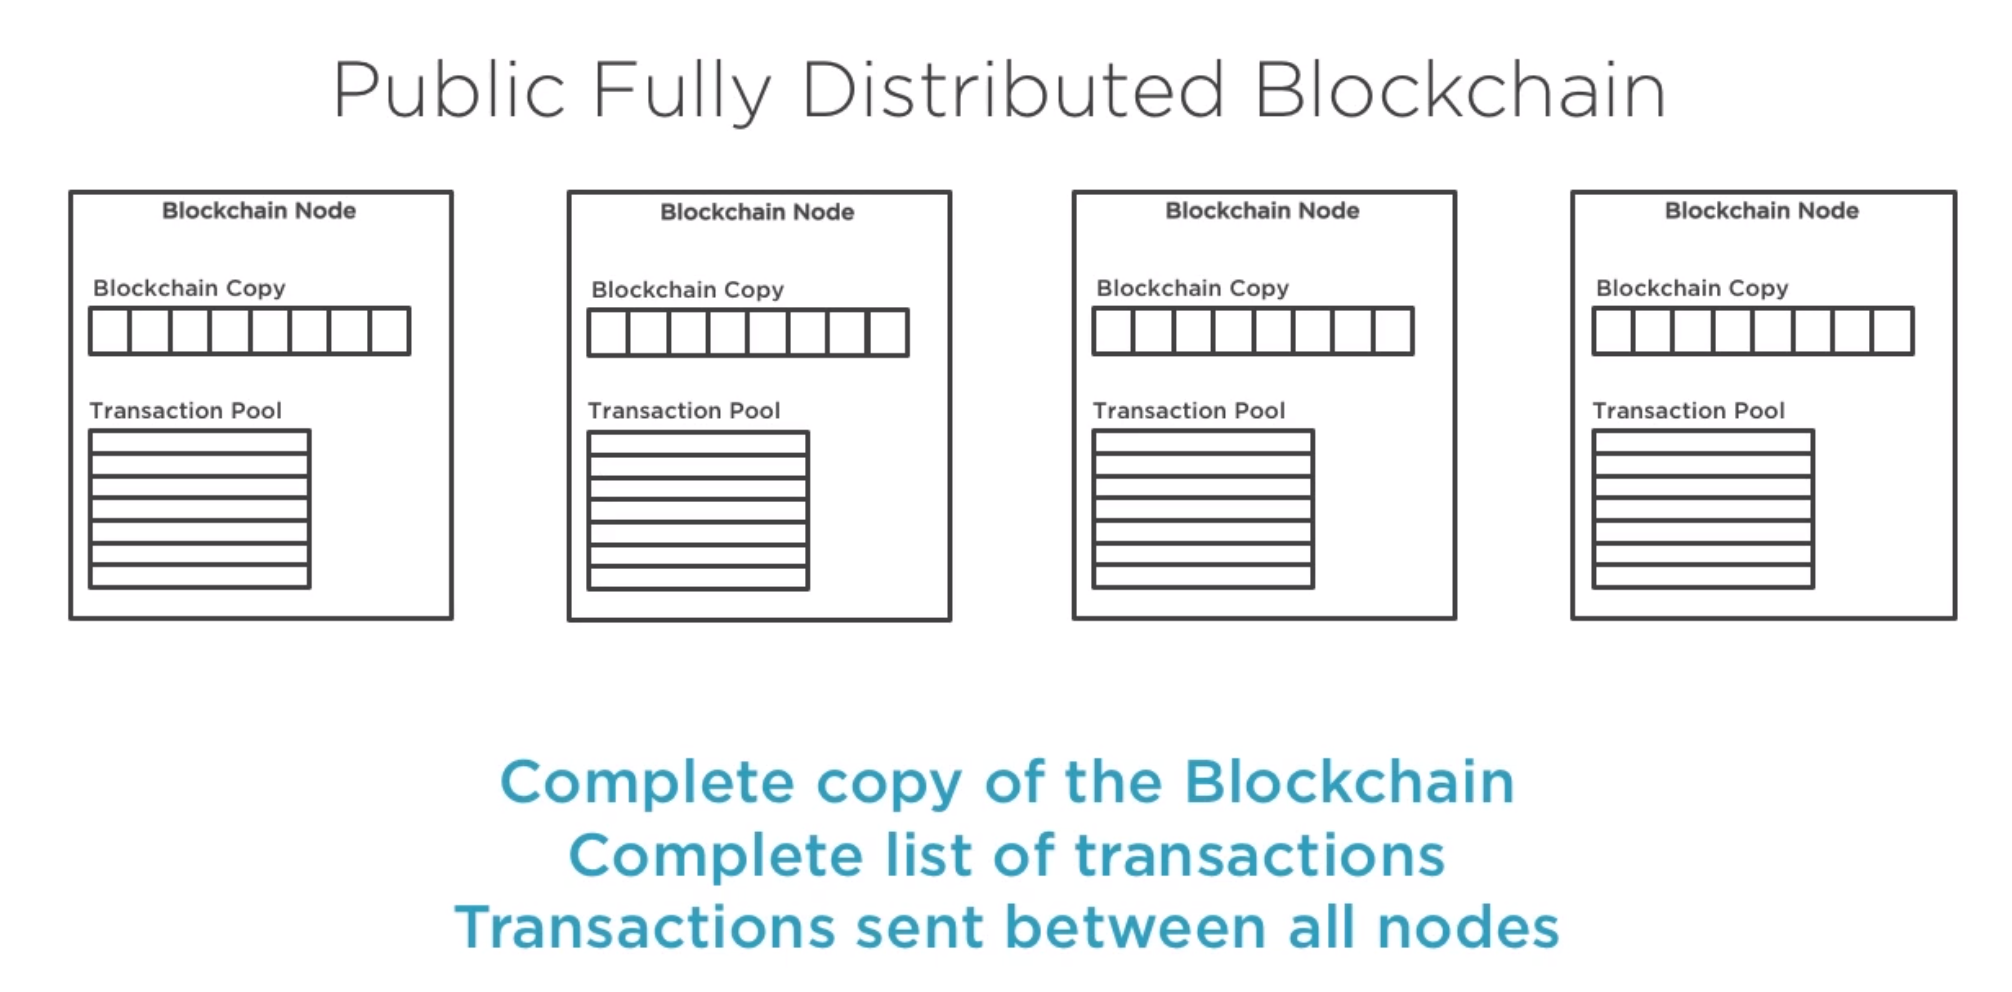 Public Fully Distributed Blockchain
Blockchain Node
Blockchain Copy
Transaction Pool
Blockchain Node
Blockchain Copy
Transaction Pool
Blockchain Node
Blockchain Copy
Transaction Pool
Blockchain Node
Blockchain Copy
Transaction Pool
Complete copy of the Blockchain
Complete list of transactions
Transactions sent between all nodes